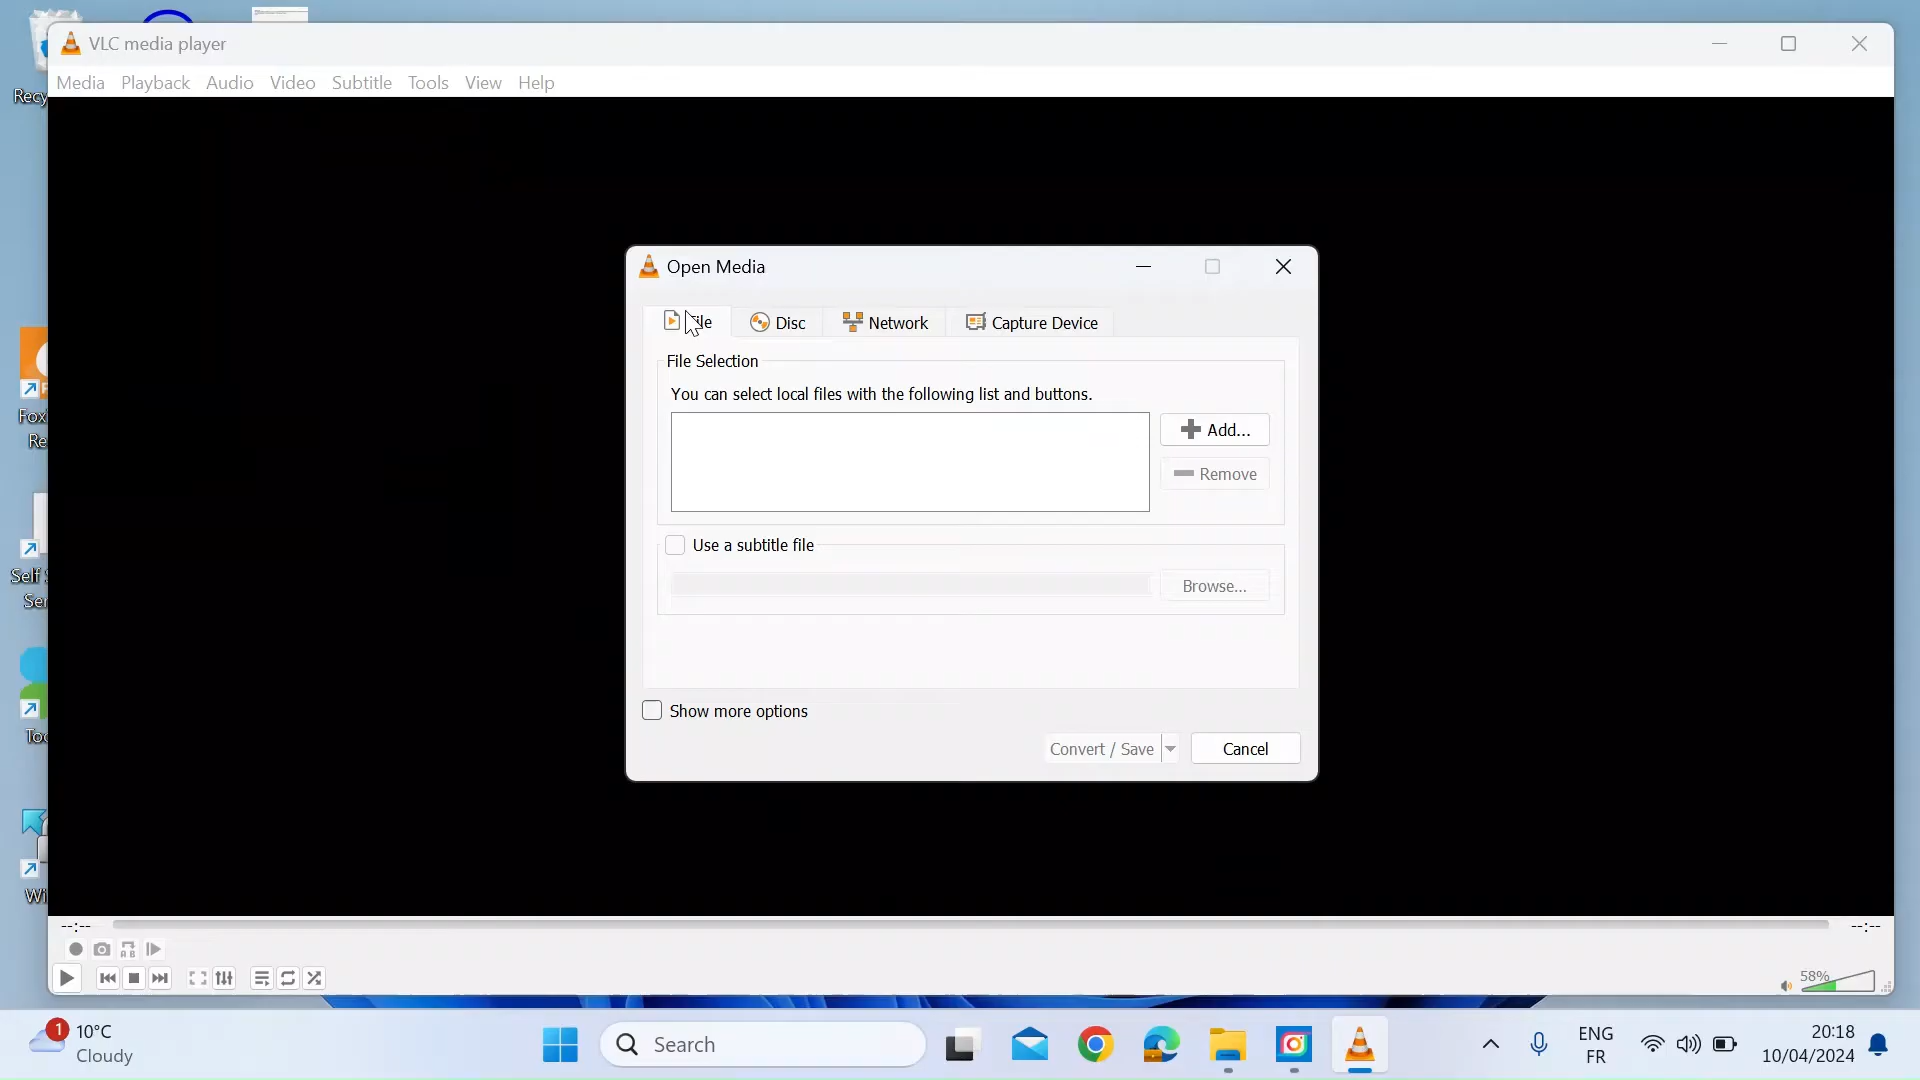 VLC media player
Media Playback Audio Video Subtitle Tools View Help
Open Media
Disc Network Capture Device
File Selection
You can select local files with the following list and buttons.
Add...
Remove
Use a subtitle file
Browse...
Show more options
Convert / Save Cancel
--:-- --:--
58%
1
10°C
Cloudy
Search
ENG
FR
20:18
10/04/2024